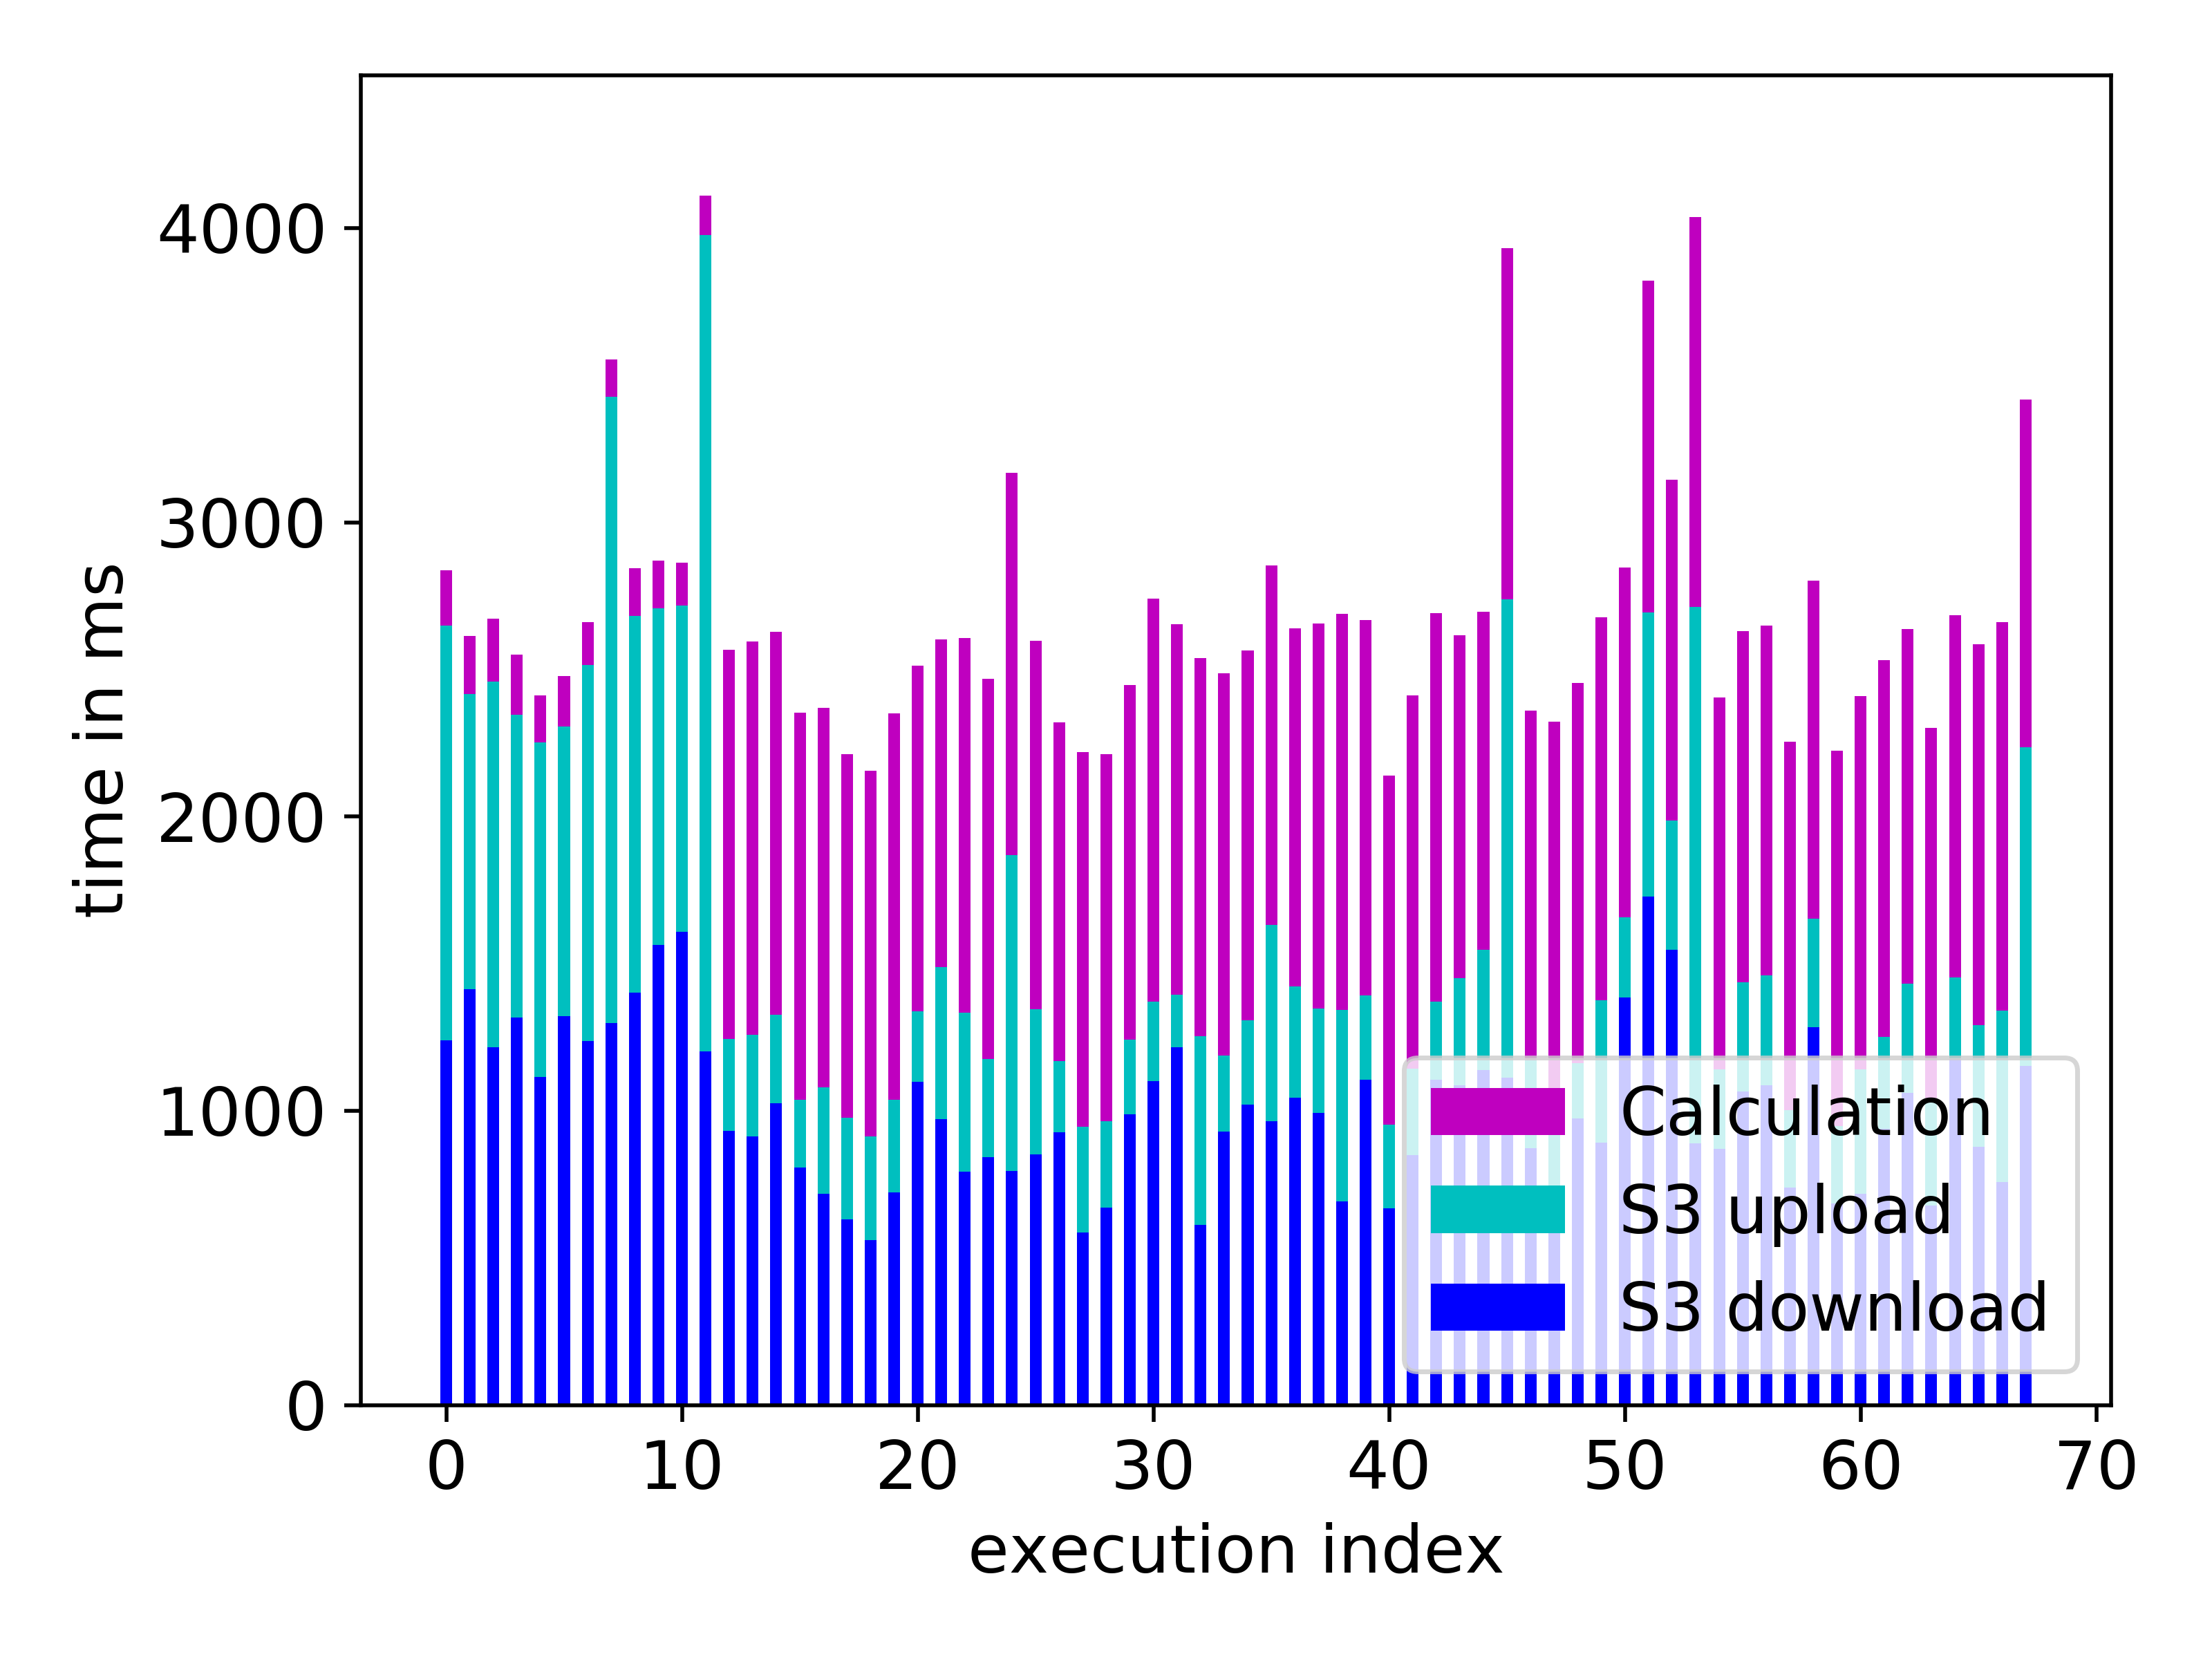 4000
3000
2000
1000
0
time in ms
Calculation
S3 upload
S3 download
0 10 20 30 40 50 60 70
execution index